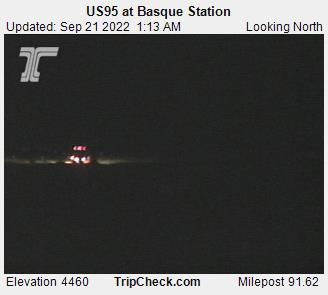 US95 at Basque Station
Updated: Sep 21 2022 1:13 AM Looking North
Elevation 4460 TripCheck.com Milepost 91.62